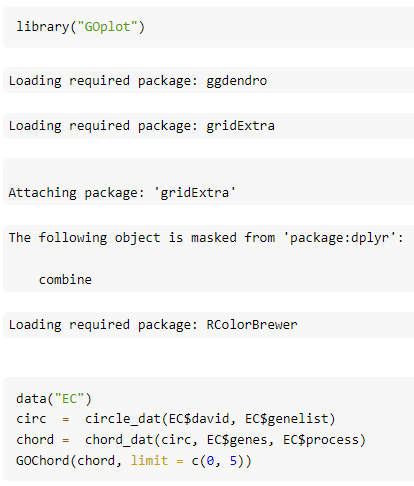 library("GOplot")
Loading required package: ggdendro
Loading required package: gridExtra
Attaching package: 'gridExtra'
The following object is masked from 'package:dplyr':
    combine
Loading required package: RColorBrewer
data("EC")
circ  =  circle_dat(EC$david, EC$genelist)
chord =  chord_dat(circ, EC$genes, EC$process)
GOChord(chord, limit = c(0, 5))